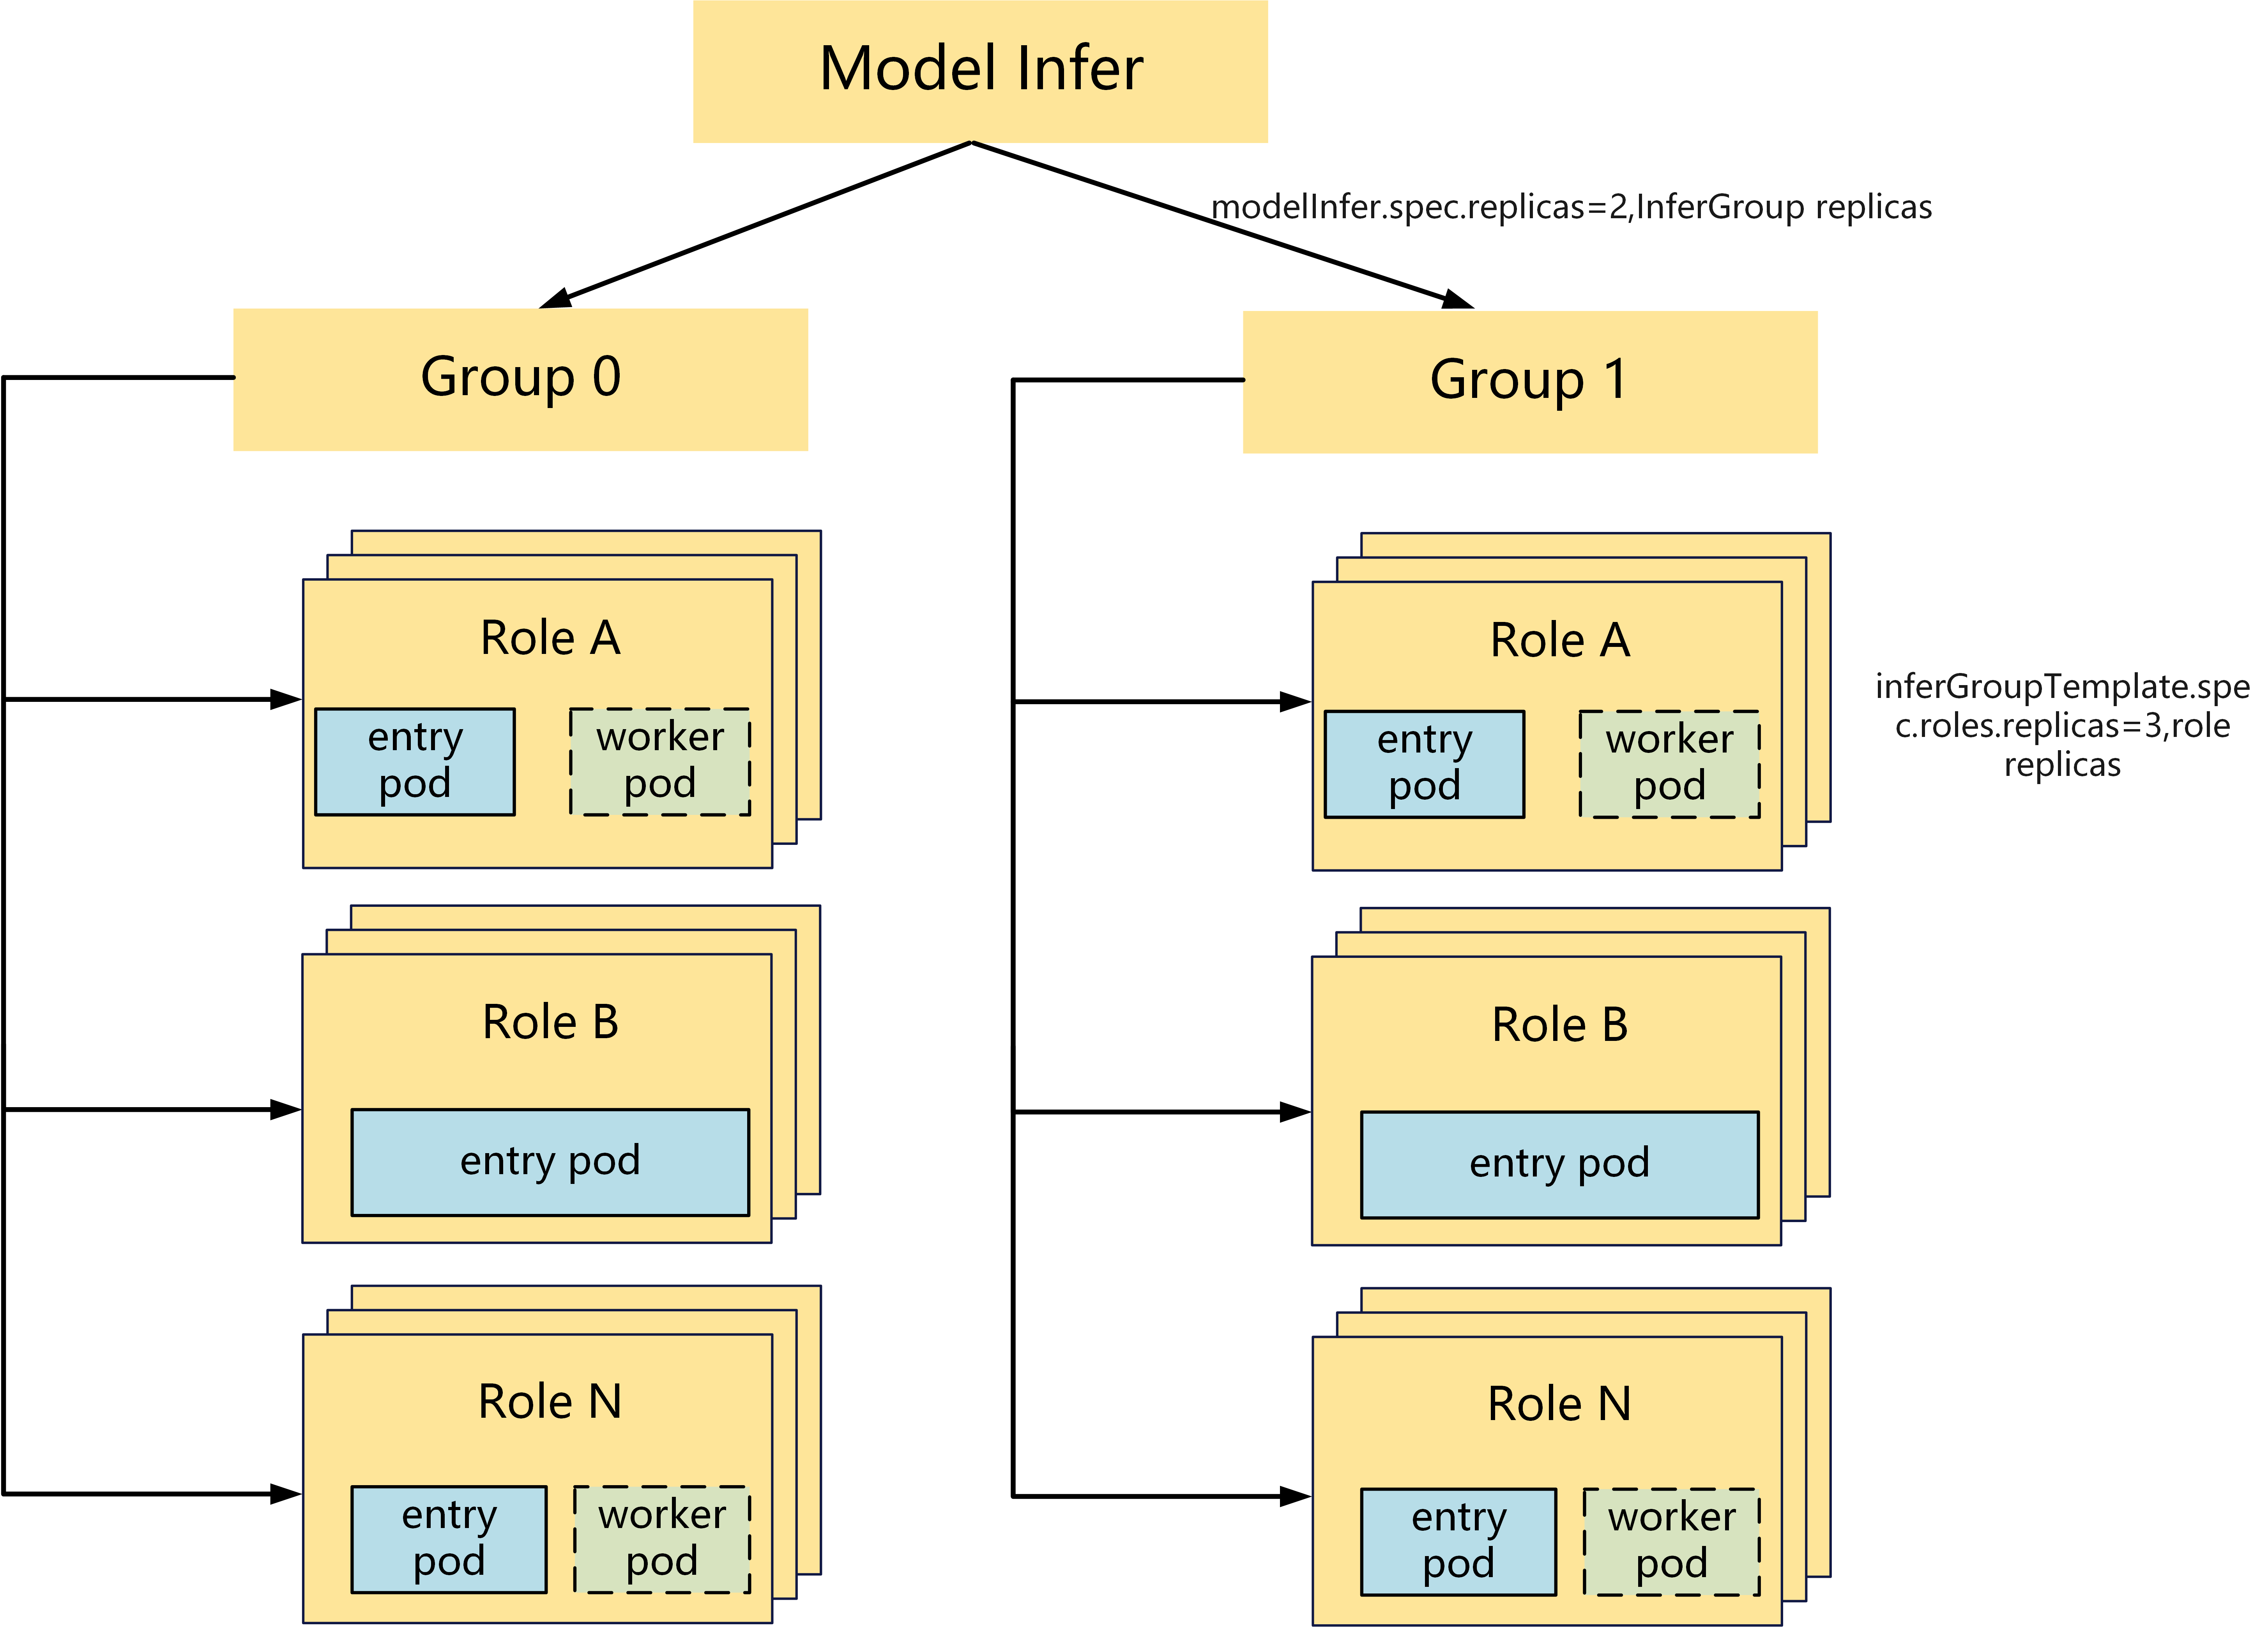 Model Infer
modelInfer.spec.replicas=2,InferGroup replicas
Group 0
Group 1
Role A
entry
pod
worker
pod
Role A
entry
pod
worker
pod
inferGroupTemplate.spe
c.roles.replicas=3,role
replicas
Role B
entry pod
Role B
entry pod
Role N
entry
pod
worker
pod
Role N
entry
pod
worker
pod